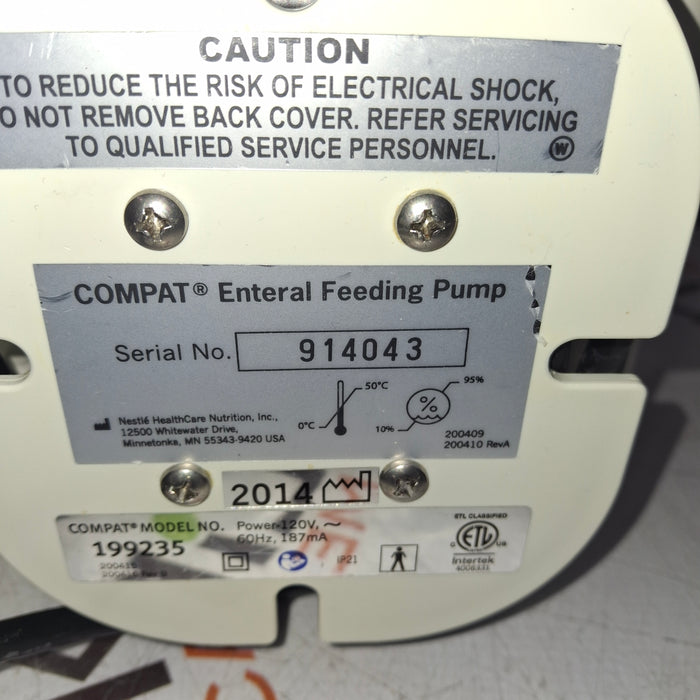 CAUTION
TO REDUCE THE RISK OF ELECTRICAL SHOCK,
O NOT REMOVE BACK COVER. REFER SERVICING
TO QUALIFIED SERVICE PERSONNEL.
W
COMPAT® Enteral Feeding Pump
Serial No. 914043
Nestlé HealthCare Nutrition, Inc.,
12500 Whitewater Drive,
Minnetonka, MN 55343-9420 USA
0°C 50°C
10% % 95%
200409
200410 RevA
2014
COMPAT® MODEL NO.
199235
200410
Power-120V, ~
60Hz, 187mA
IP21
ETL CLASSIFIED
C ETL US
Intertek